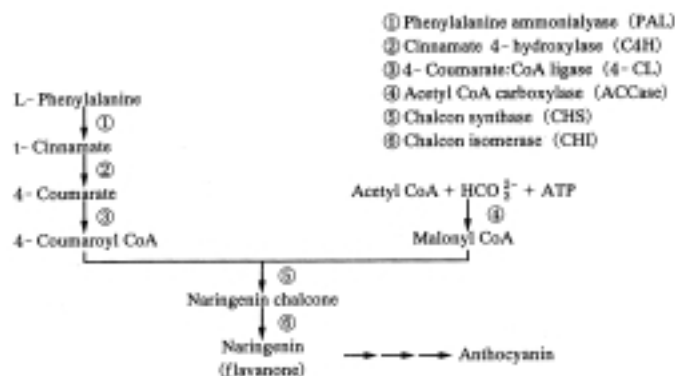 ① Phenylalanine ammonialyase (PAL)
② Cinnamate 4-hydroxylase (C4H)
③ 4-Coumarate:CoA ligase (4-CL)
④ Acetyl CoA carboxylase (ACCase)
⑤ Chalcon synthase (CHS)
⑥ Chalcon isomerase (CHI)
L-Phenylalanine
①
t-Cinnamate
②
4-Coumarate
Acetyl CoA + HCO₃²⁻ + ATP
③
④
4-Coumaroyl CoA
Malonyl CoA
⑤
Naringenin chalcone
⑥
Naringenin
Anthocyanin
(flavanone)